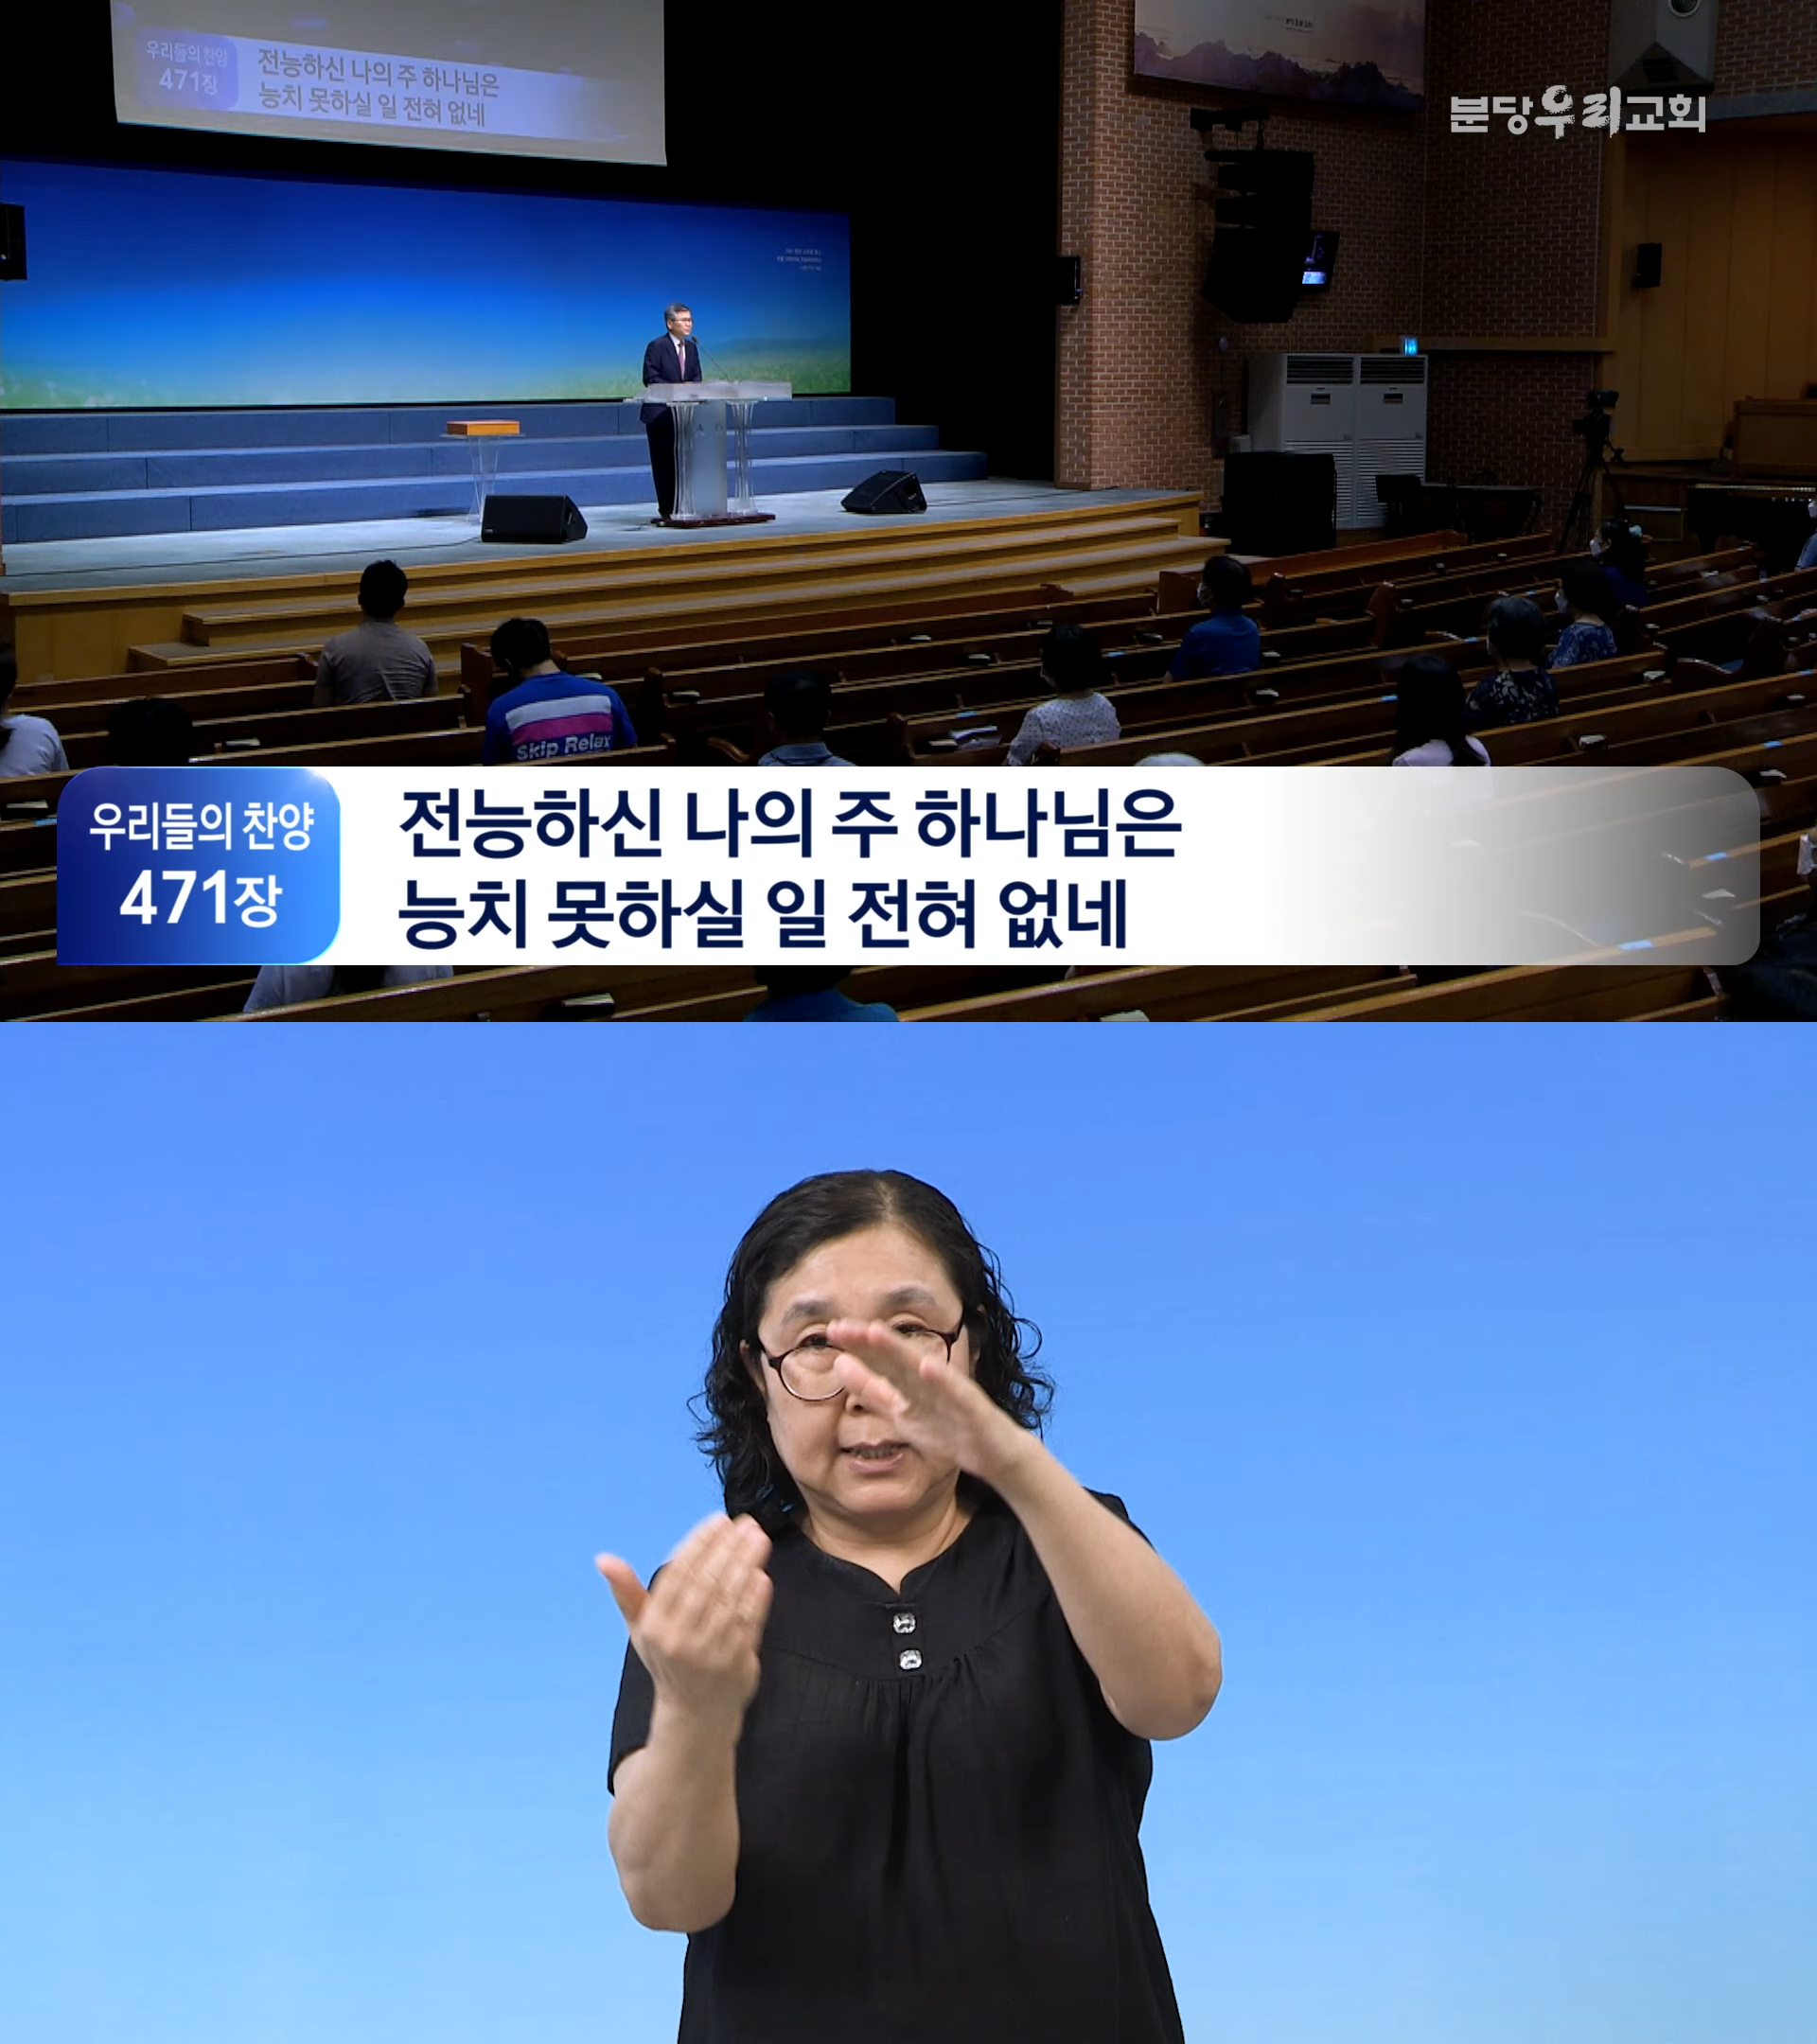 우리들의 찬양
471장
전능하신 나의 주 하나님은
능치 못하실 일 전혀 없네
분당우리교회
Skip Relax
우리들의 찬양
471장
전능하신 나의 주 하나님은
능치 못하실 일 전혀 없네